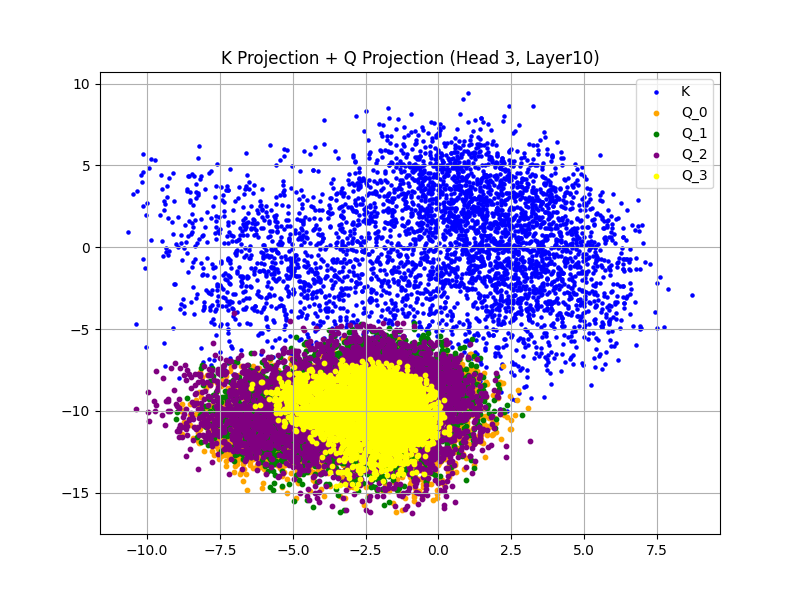 K Projection + Q Projection (Head 3, Layer10)
K
Q_0
Q_1
Q_2
Q_3
10
5
0
−5
−10
−15
−10.0 −7.5 −5.0 −2.5 0.0 2.5 5.0 7.5